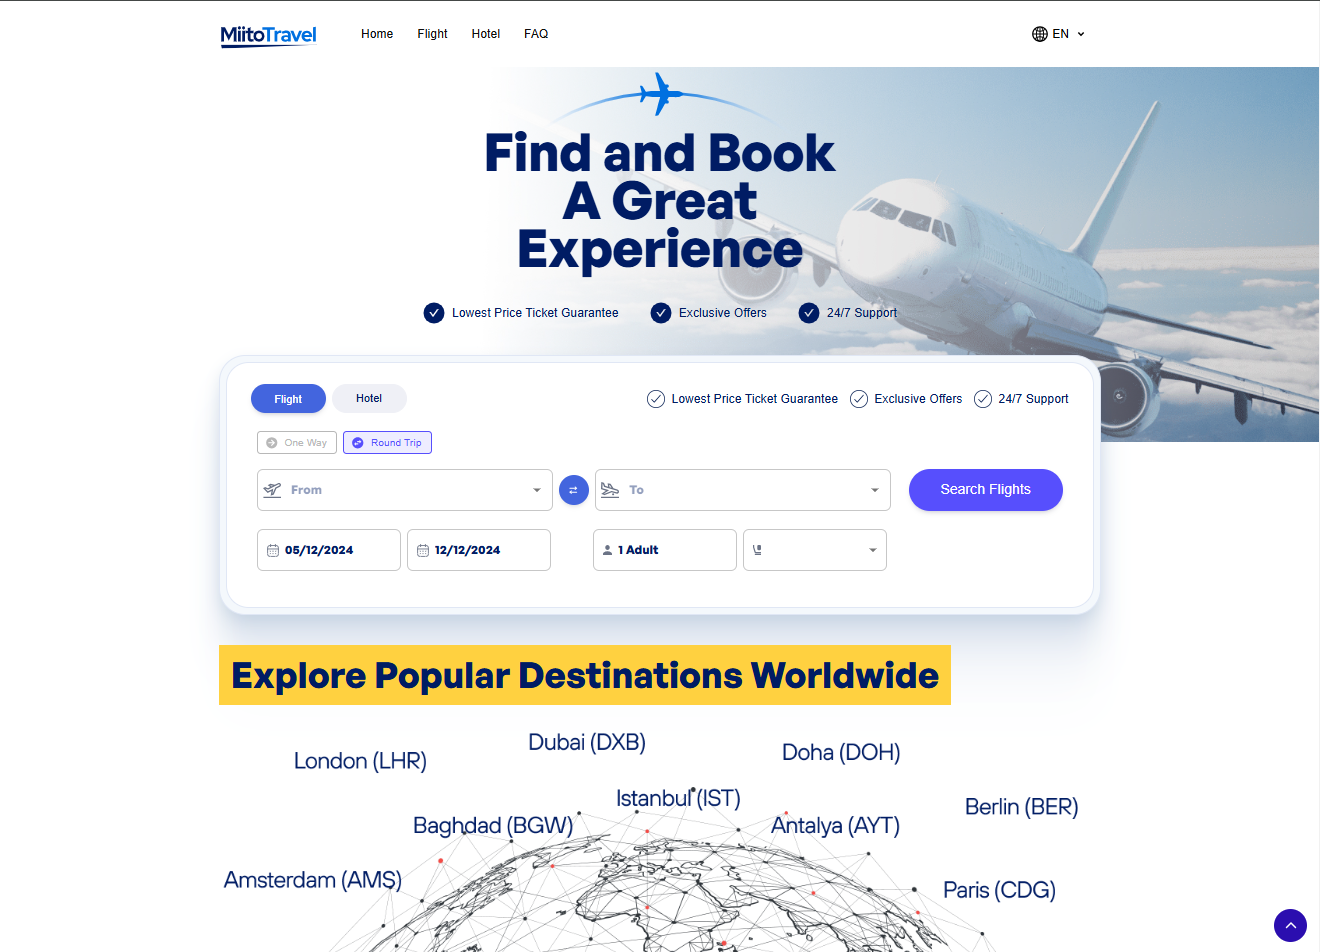 MiitoTravel
Home Flight Hotel FAQ
EN
Find and Book
A Great
Experience
Lowest Price Ticket Guarantee Exclusive Offers 24/7 Support
Flight Hotel
Lowest Price Ticket Guarantee Exclusive Offers 24/7 Support
One Way Round Trip
From To Search Flights
05/12/2024 12/12/2024 1 Adult
Explore Popular Destinations Worldwide
Dubai (DXB)
Doha (DOH)
London (LHR)
Istanbul (IST)
Berlin (BER)
Baghdad (BGW)
Antalya (AYT)
Amsterdam (AMS)
Paris (CDG)